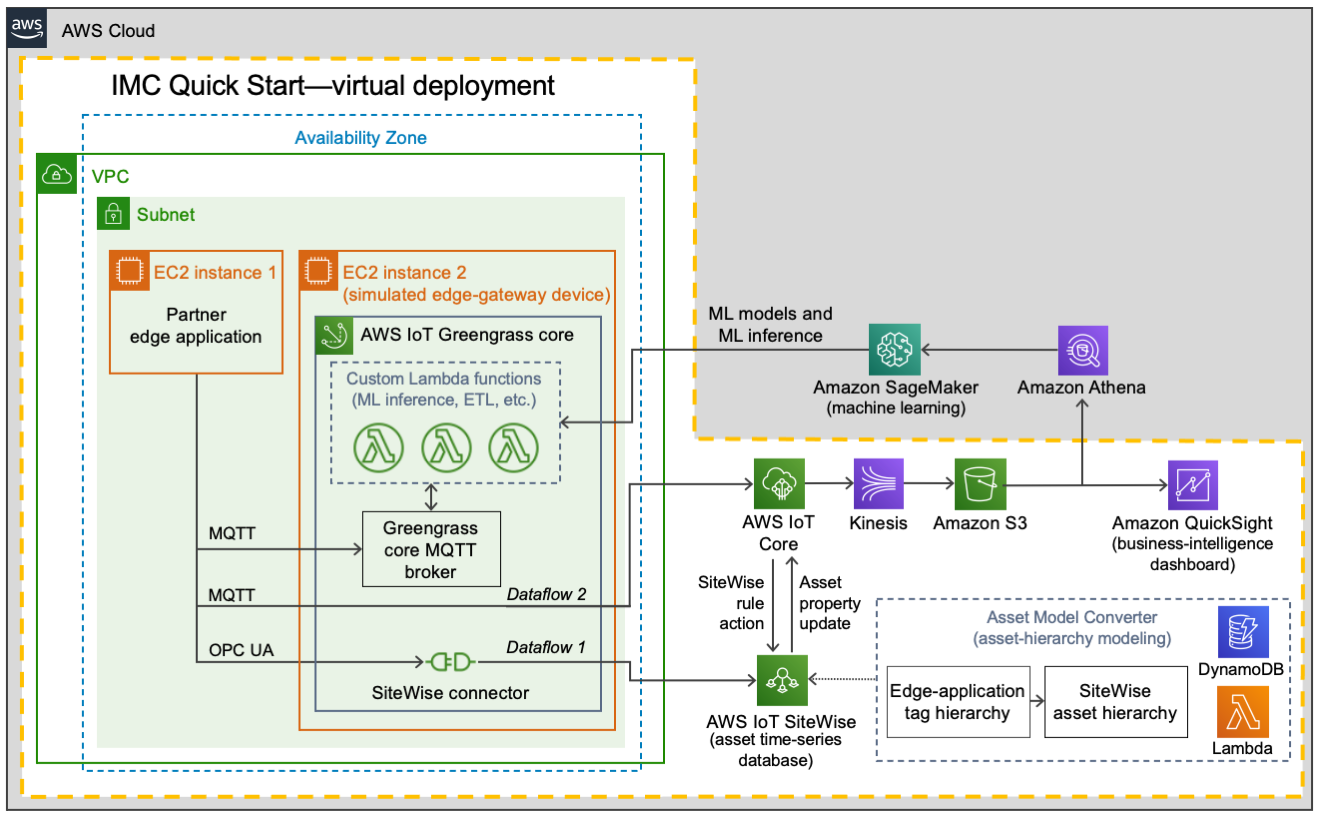 aws
AWS Cloud
IMC Quick Start—virtual deployment
Availability Zone
VPC
Subnet
EC2 instance 1
Partner
edge application
EC2 instance 2
(simulated edge-gateway device)
AWS IoT Greengrass core
Custom Lambda functions
(ML inference, ETL, etc.)
Greengrass
core MQTT
broker
MQTT
MQTT
Dataflow 2
OPC UA
Dataflow 1
SiteWise connector
ML models and
ML inference
Amazon SageMaker
(machine learning)
Amazon Athena
AWS IoT
Core
Kinesis
Amazon S3
Amazon QuickSight
(business-intelligence
dashboard)
SiteWise
rule
action
Asset
property
update
AWS IoT SiteWise
(asset time-series
database)
Asset Model Converter
(asset-hierarchy modeling)
Edge-application
tag hierarchy
SiteWise
asset hierarchy
DynamoDB
Lambda